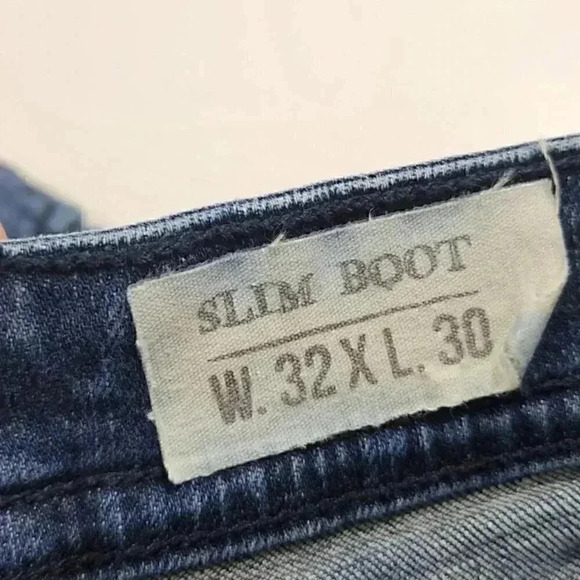 SLIM BOOT
W. 32 X L. 30